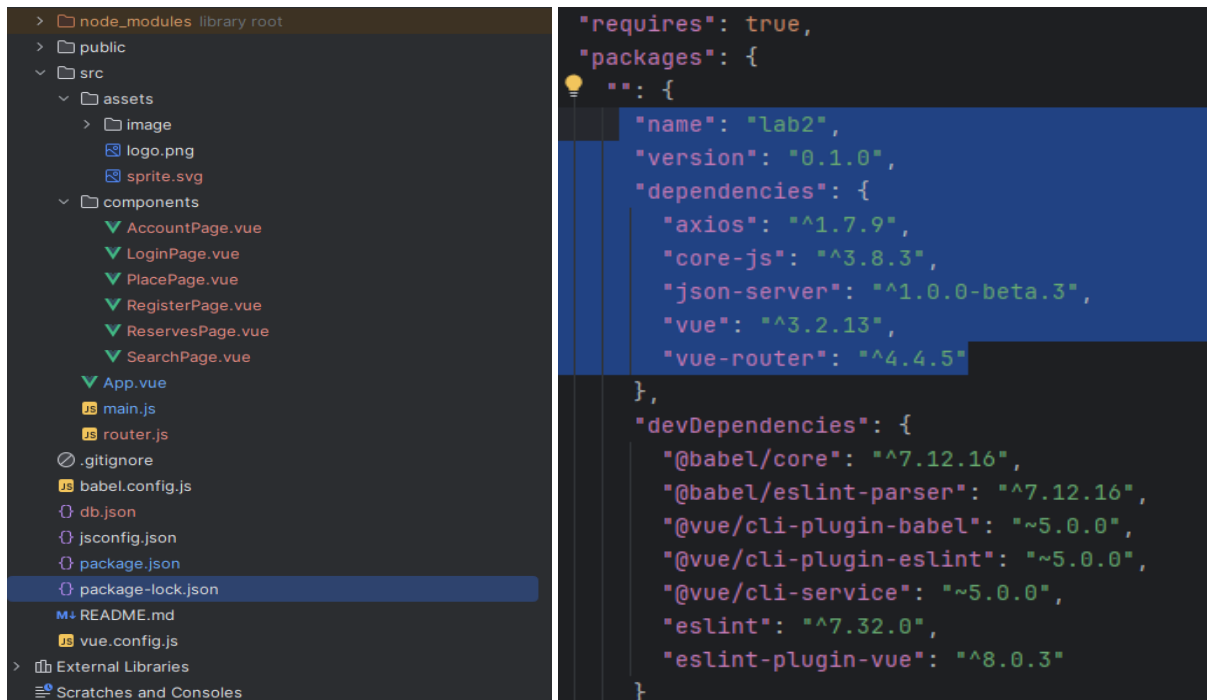 node_modules library root
public
src
assets
image
logo.png
sprite.svg
components
AccountPage.vue
LoginPage.vue
PlacePage.vue
RegisterPage.vue
ReservesPage.vue
SearchPage.vue
App.vue
JS main.js
JS router.js
.gitignore
JS babel.config.js
{} db.json
{} jsconfig.json
{} package.json
{} package-lock.json
M↓ README.md
JS vue.config.js
External Libraries
Scratches and Consoles
"requires": true,
"packages": {
"": {
"name": "lab2",
"version": "0.1.0",
"dependencies": {
"axios": "^1.7.9",
"core-js": "^3.8.3",
"json-server": "^1.0.0-beta.3",
"vue": "^3.2.13",
"vue-router": "^4.4.5"
},
"devDependencies": {
"@babel/core": "^7.12.16",
"@babel/eslint-parser": "^7.12.16",
"@vue/cli-plugin-babel": "~5.0.0",
"@vue/cli-plugin-eslint": "~5.0.0",
"@vue/cli-service": "~5.0.0",
"eslint": "^7.32.0",
"eslint-plugin-vue": "^8.0.3"
}